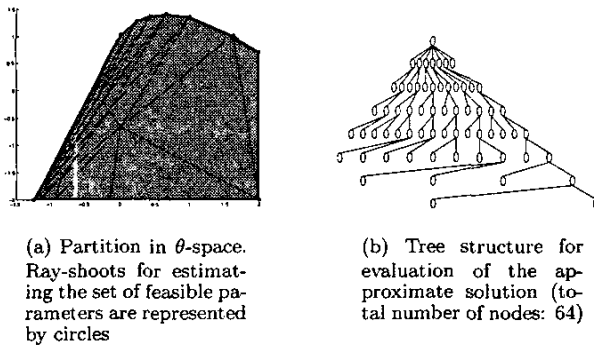 (a) Partition in θ-space.
Ray-shoots for estimat-
ing the set of feasible pa-
rameters are represented
by circles
(b) Tree structure for
evaluation of the ap-
proximate solution (to-
tal number of nodes: 64)